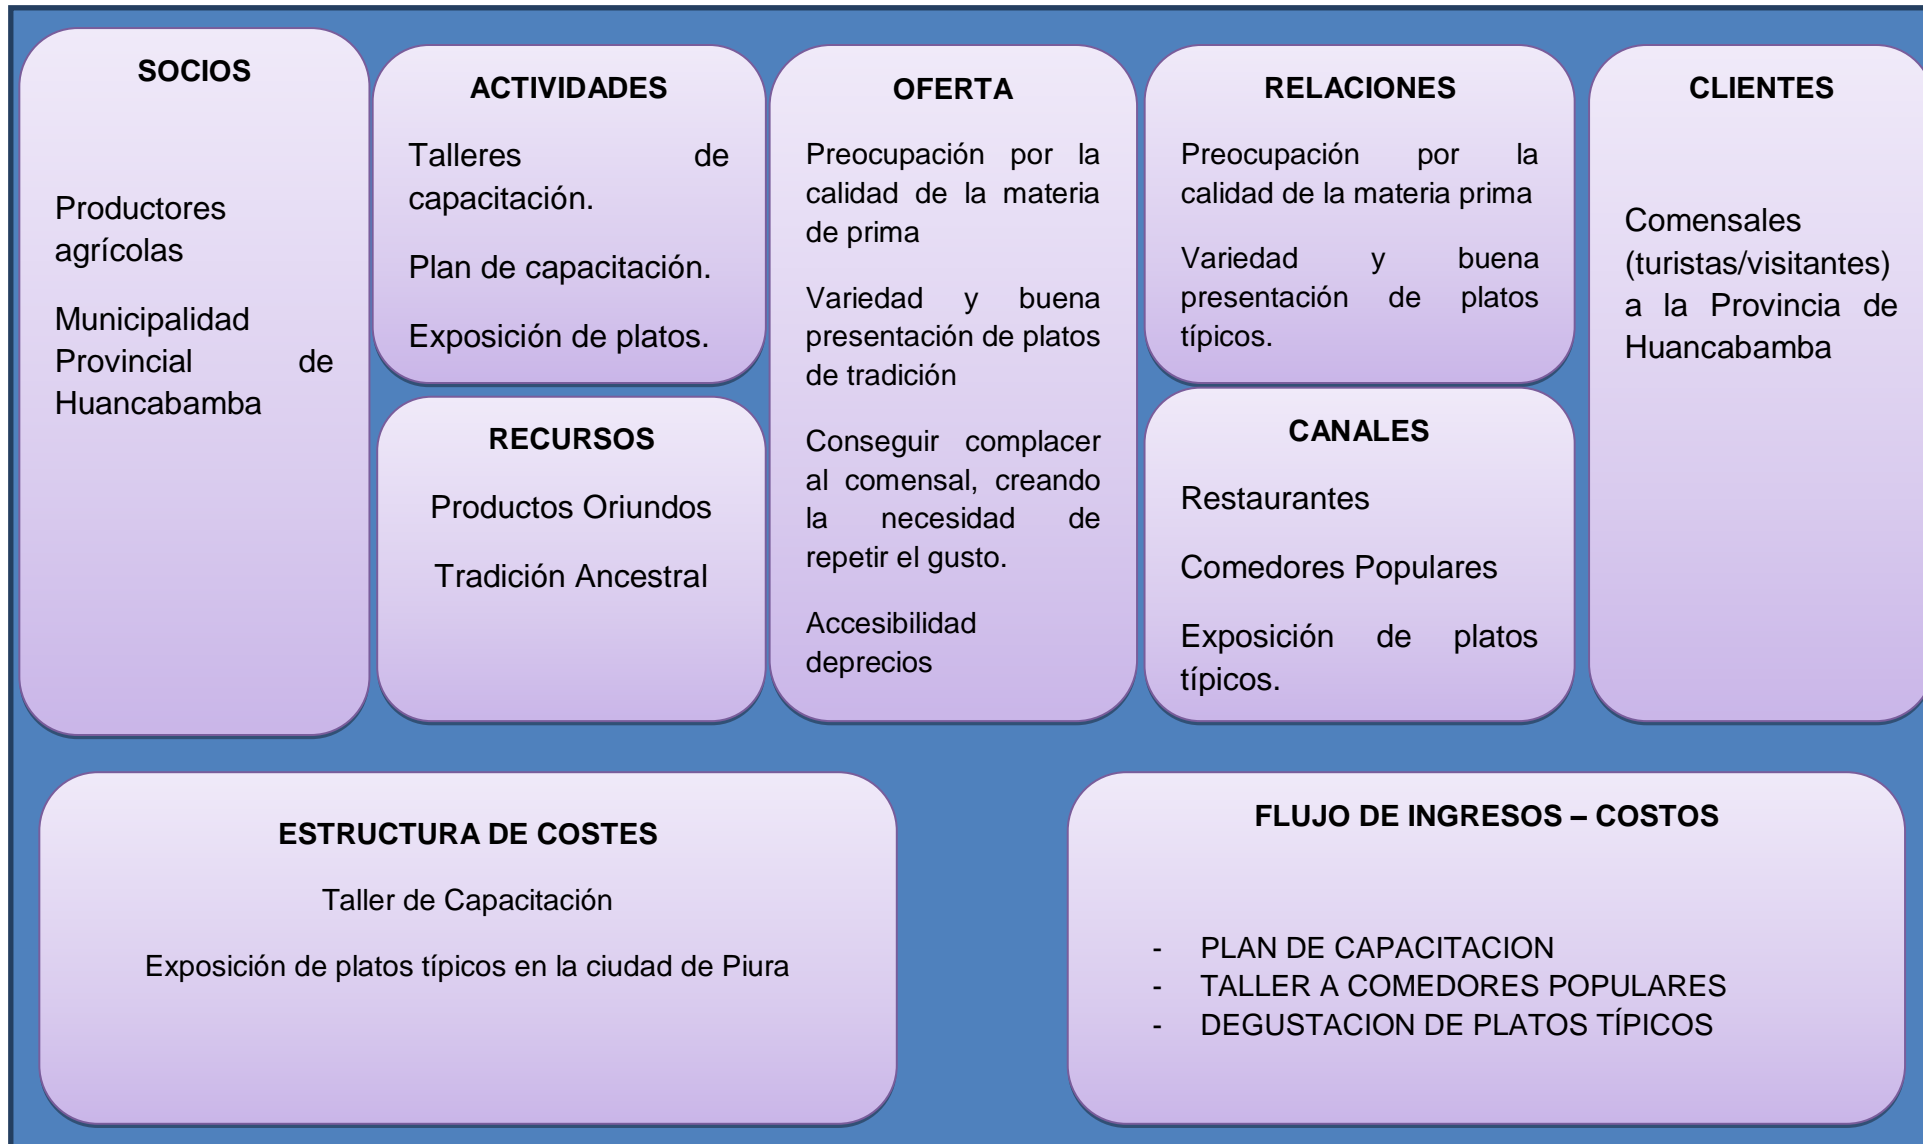 SOCIOS
Productores
agrícolas
Municipalidad
Provincial de
Huancabamba
ACTIVIDADES
Talleres de
capacitación.
Plan de capacitación.
Exposición de platos.
RECURSOS
Productos Oriundos
Tradición Ancestral
OFERTA
Preocupación por la
calidad de la materia
de prima
Variedad y buena
presentación de platos
de tradición
Conseguir complacer
al comensal, creando
la necesidad de
repetir el gusto.
Accesibilidad
deprecios
RELACIONES
Preocupación por la
calidad de la materia prima
Variedad y buena
presentación de platos
típicos.
CANALES
Restaurantes
Comedores Populares
Exposición de platos
típicos.
CLIENTES
Comensales
(turistas/visitantes)
a la Provincia de
Huancabamba
ESTRUCTURA DE COSTES
Taller de Capacitación
Exposición de platos típicos en la ciudad de Piura
FLUJO DE INGRESOS – COSTOS
- PLAN DE CAPACITACION
- TALLER A COMEDORES POPULARES
- DEGUSTACION DE PLATOS TÍPICOS